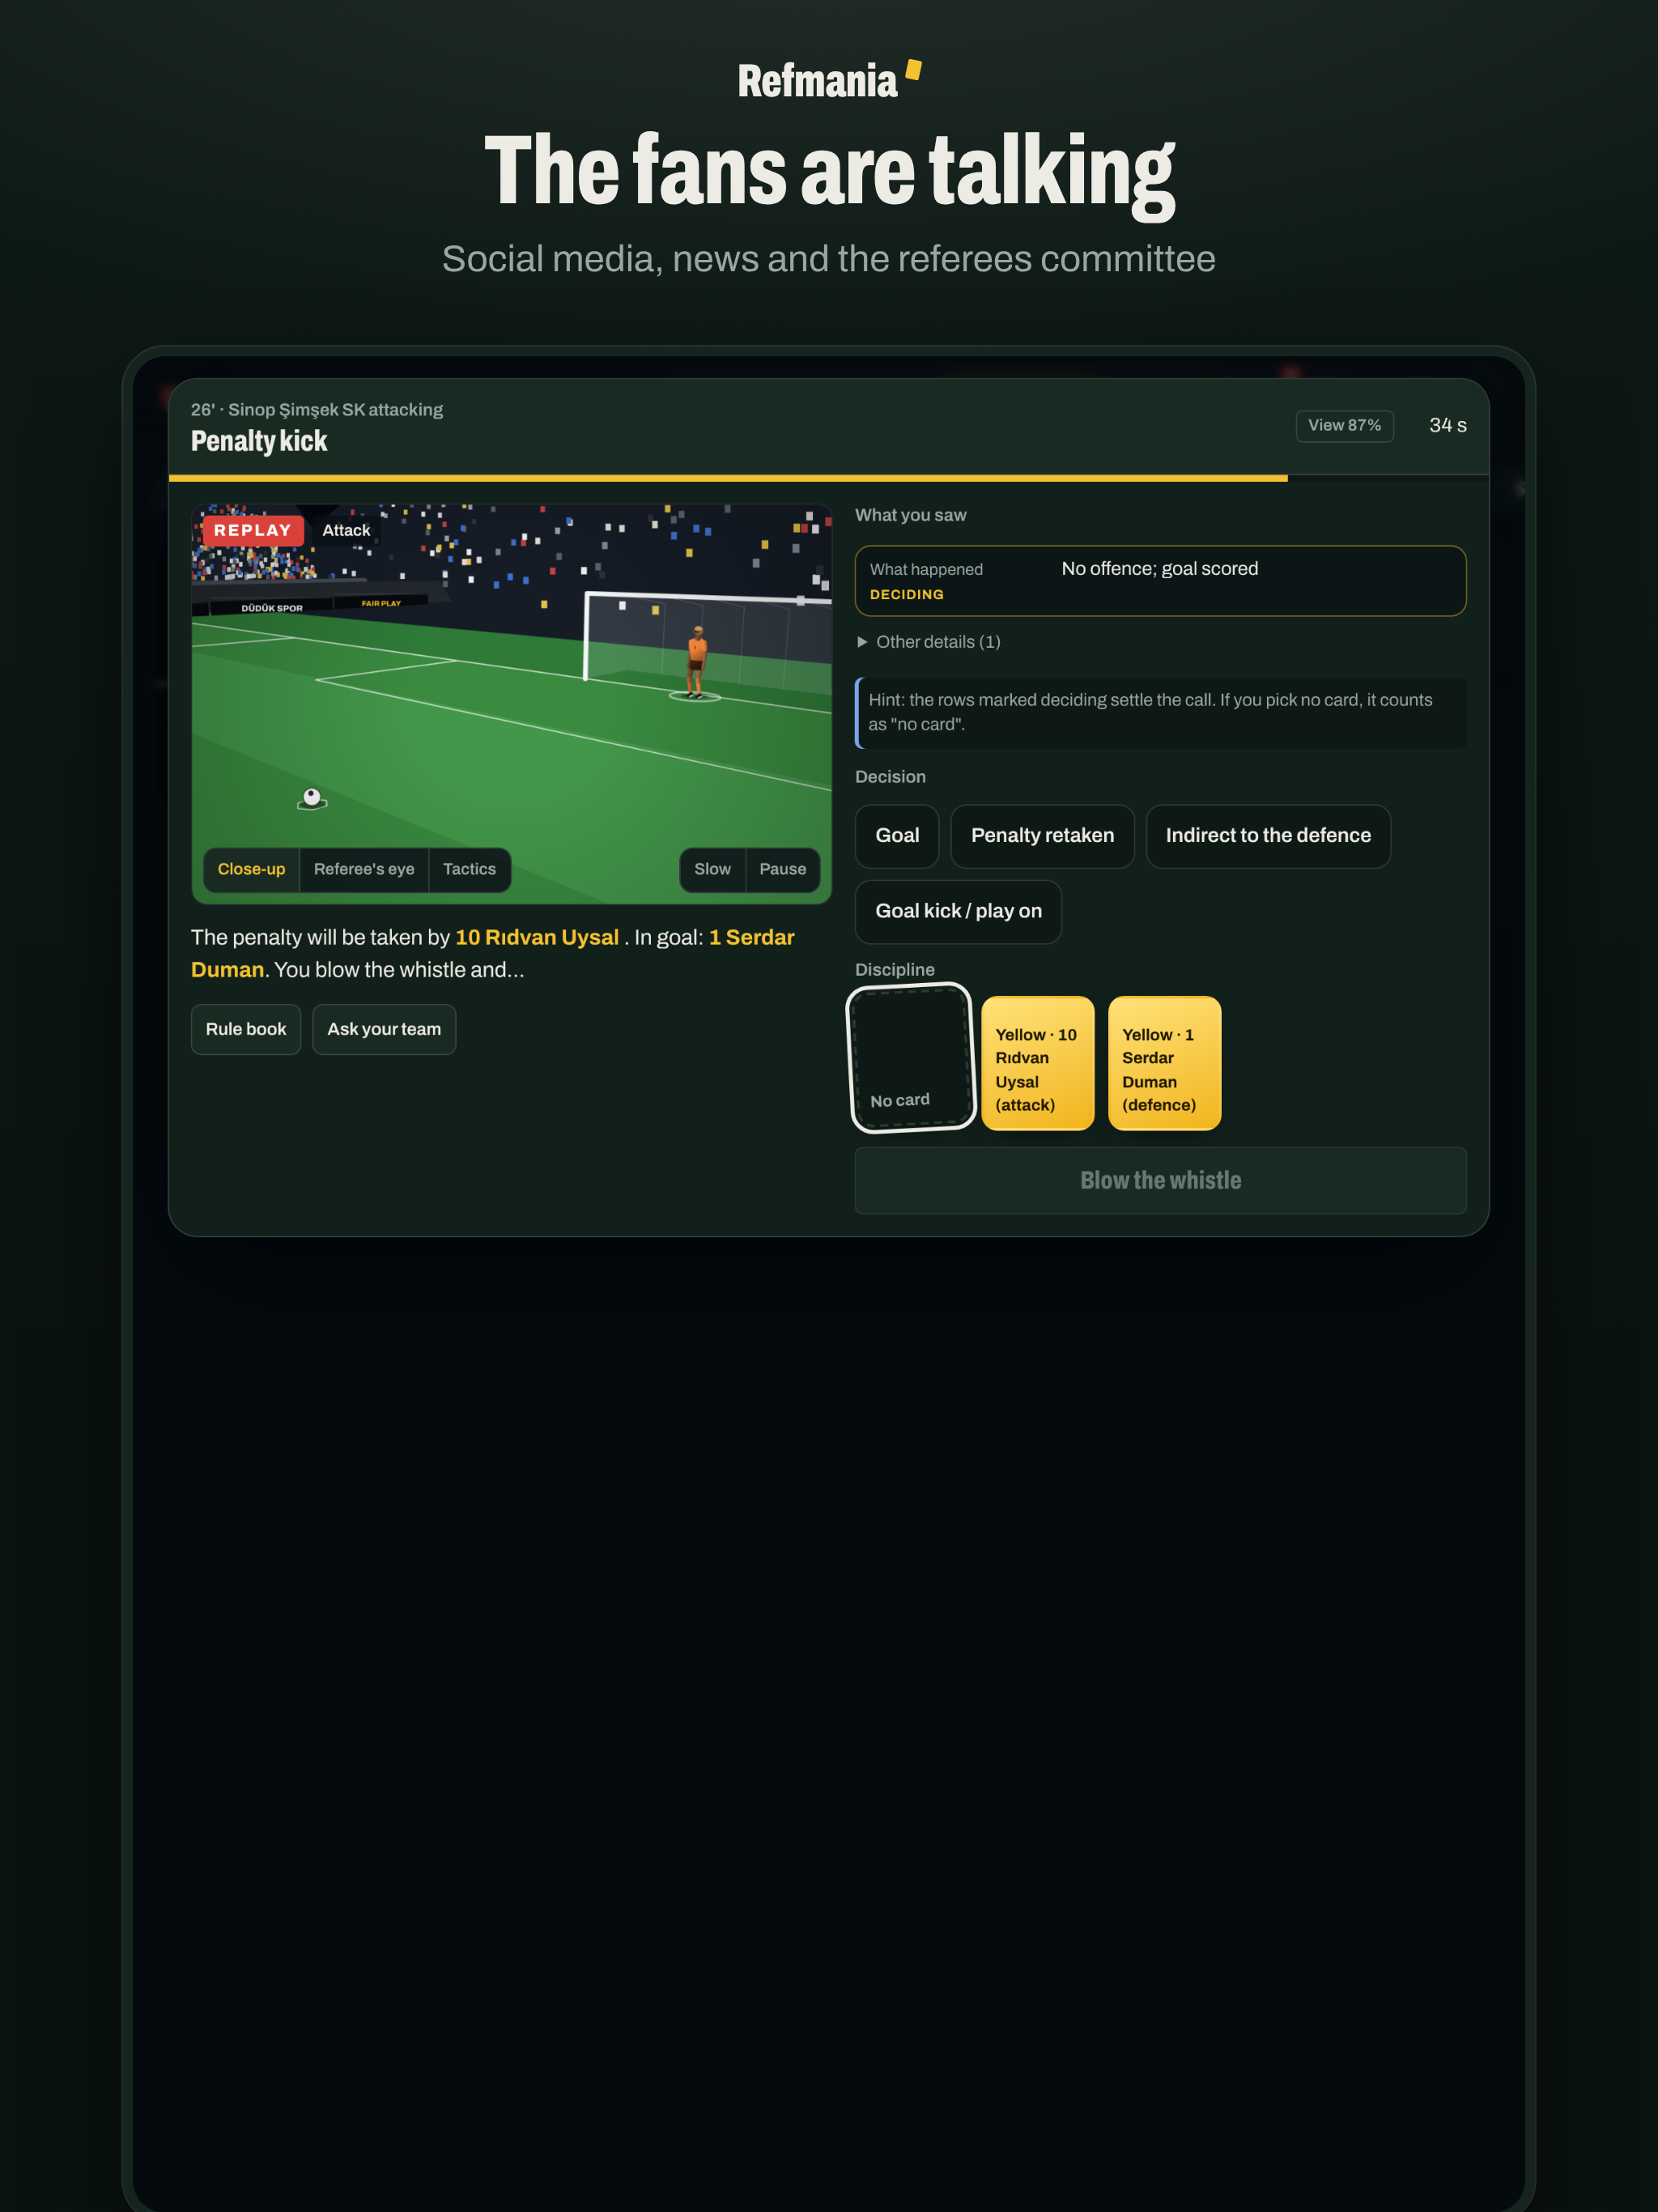 Refmania
The fans are talking
Social media, news and the referees committee
26' · Sinop Şimşek SK attacking
Penalty kick
View 87%
34 s
REPLAY
Attack
DÜDÜK SPOR
FAIR PLAY
Close-up
Referee's eye
Tactics
Slow
Pause
The penalty will be taken by 10 Rıdvan Uysal . In goal: 1 Serdar
Duman. You blow the whistle and...
Rule book
Ask your team
What you saw
What happened
No offence; goal scored
DECIDING
Other details (1)
Hint: the rows marked deciding settle the call. If you pick no card, it counts
as "no card".
Decision
Goal
Penalty retaken
Indirect to the defence
Goal kick / play on
Discipline
No card
Yellow · 10
Rıdvan
Uysal
(attack)
Yellow · 1
Serdar
Duman
(defence)
Blow the whistle